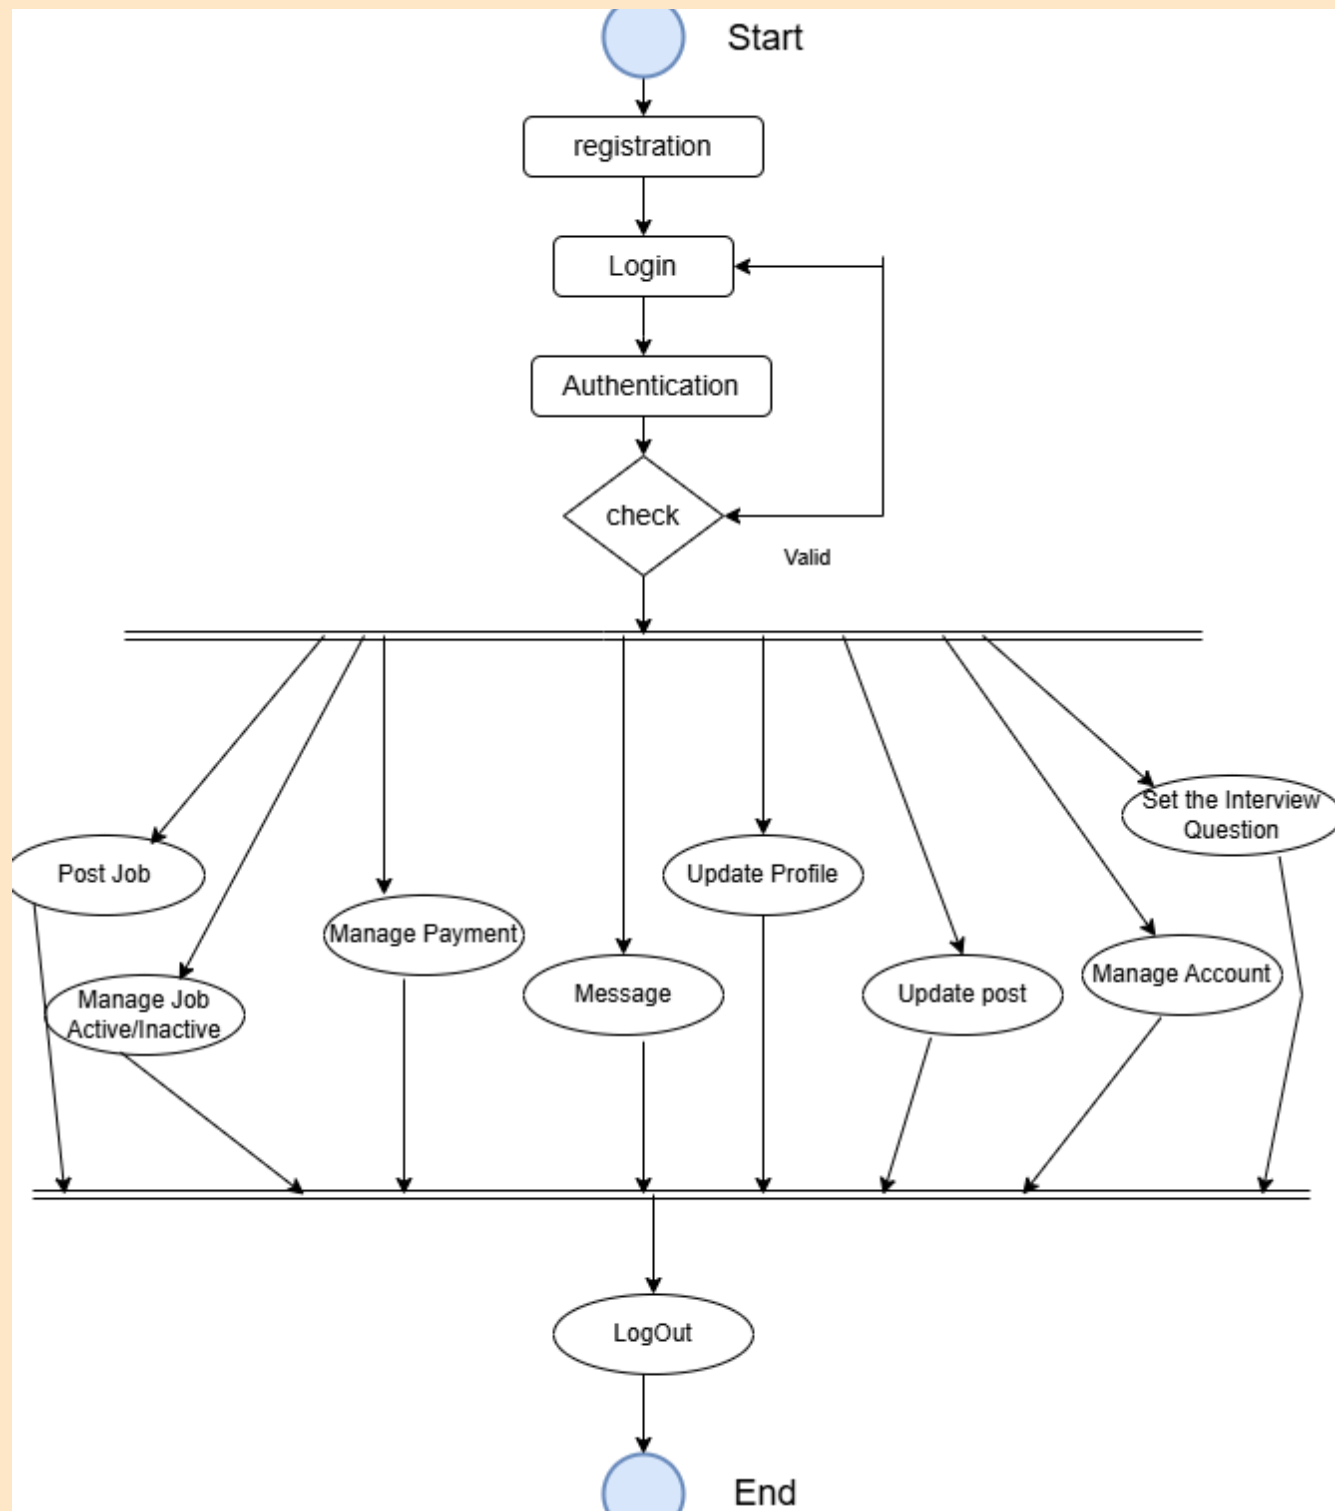 Start
registration
Login
Authentication
check
Valid
Set the Interview
Question
Post Job
Update Profile
Manage Payment
Manage Account
Message
Update post
Manage Job
Active/Inactive
LogOut
End